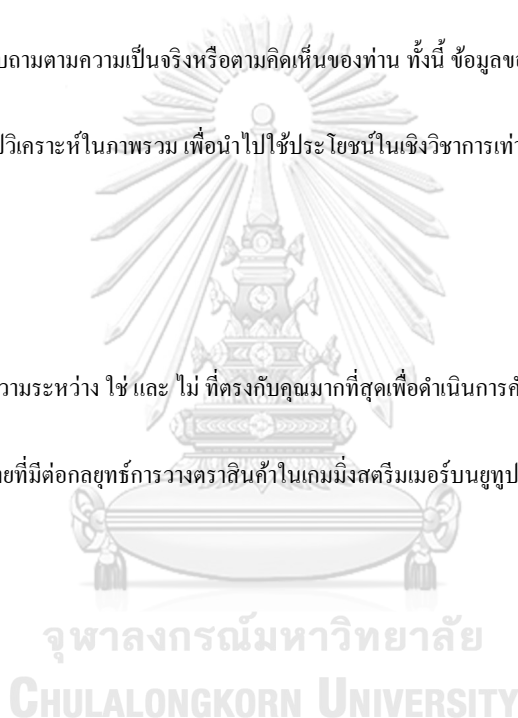 บถามตามความเป็นจริงหรือตามคิดเห็นของท่าน ทั้งนี้ ข้อมูลขอ
ปวิเคราะห์ในภาพรวม เพื่อนำไปใช้ประโยชน์ในเชิงวิชาการเท่า
วามระหว่าง ใช่ และ ไม่ ที่ตรงกับคุณมากที่สุดเพื่อดำเนินการคำ
ายที่มีต่อกลยุทธ์การวางตราสินค้าในเกมมิ่งสตรีมเมอร์บนยูทูป
จุฬาลงกรณ์มหาวิทยาลัย
CHULALONGKORN UNIVERSITY